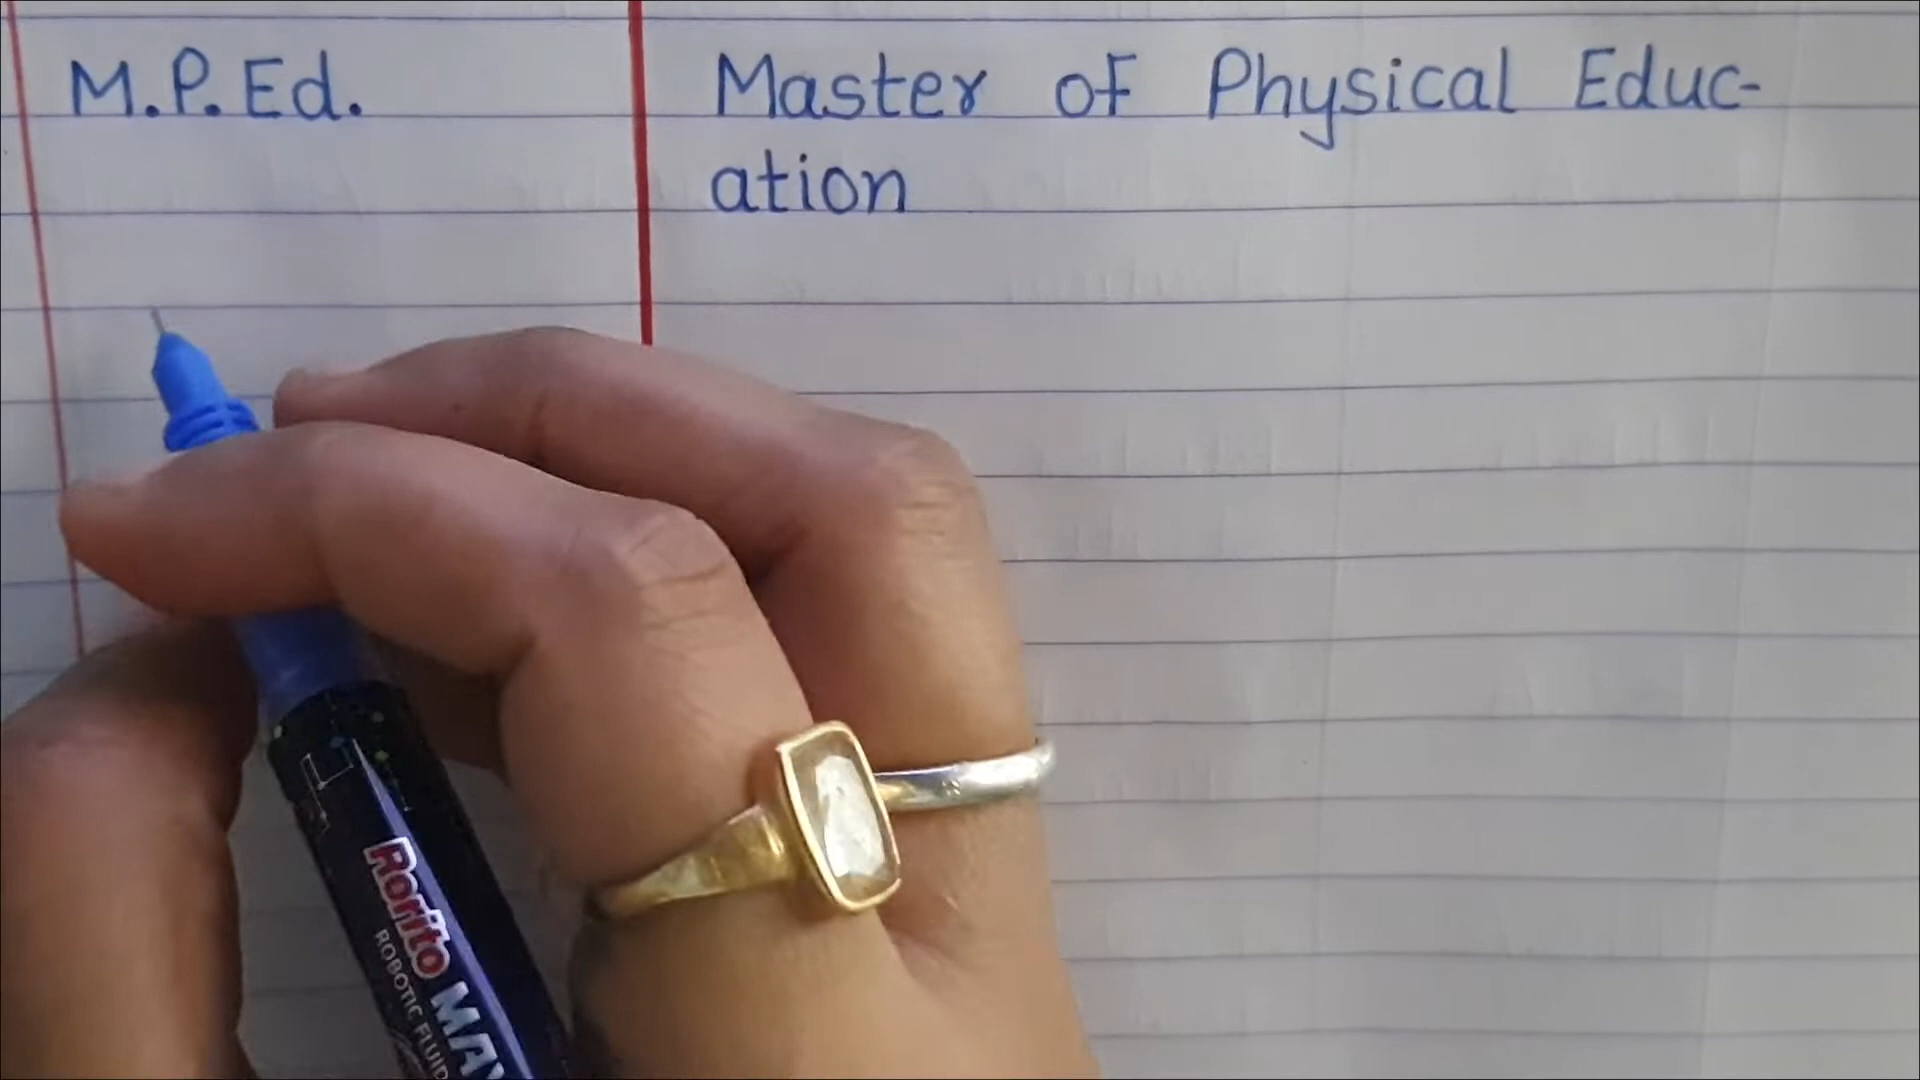 M.P.Ed. Master of Physical Educ-
ation
Rorito
ROBOTIC FLUID